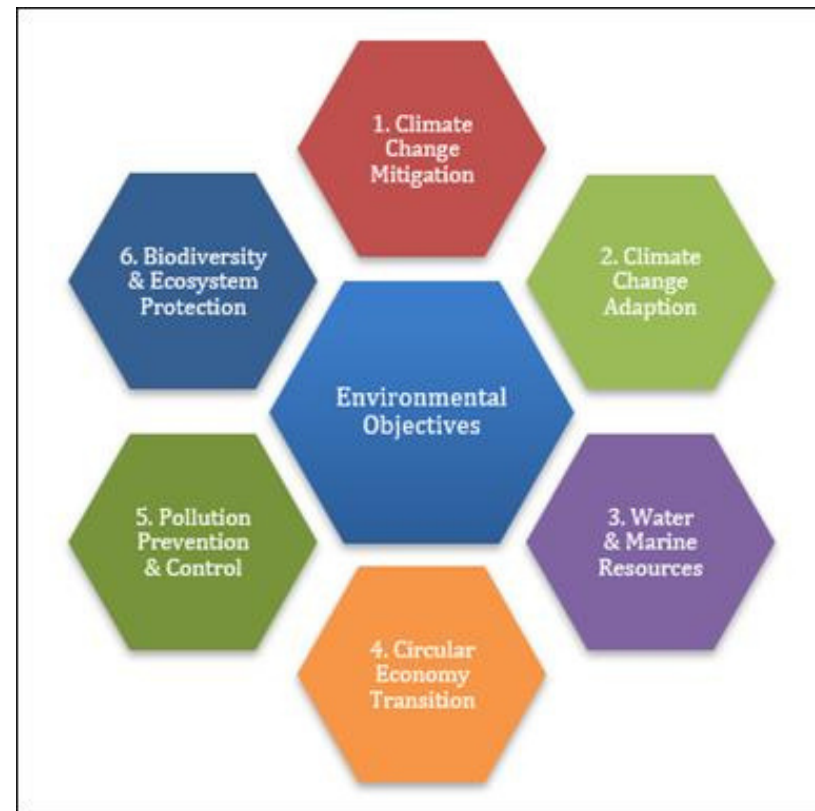 1. Climate
Change
Mitigation
2. Climate
Change
Adaption
3. Water
& Marine
Resources
4. Circular
Economy
Transition
5. Pollution
Prevention
& Control
6. Biodiversity
& Ecosystem
Protection
Environmental
Objectives